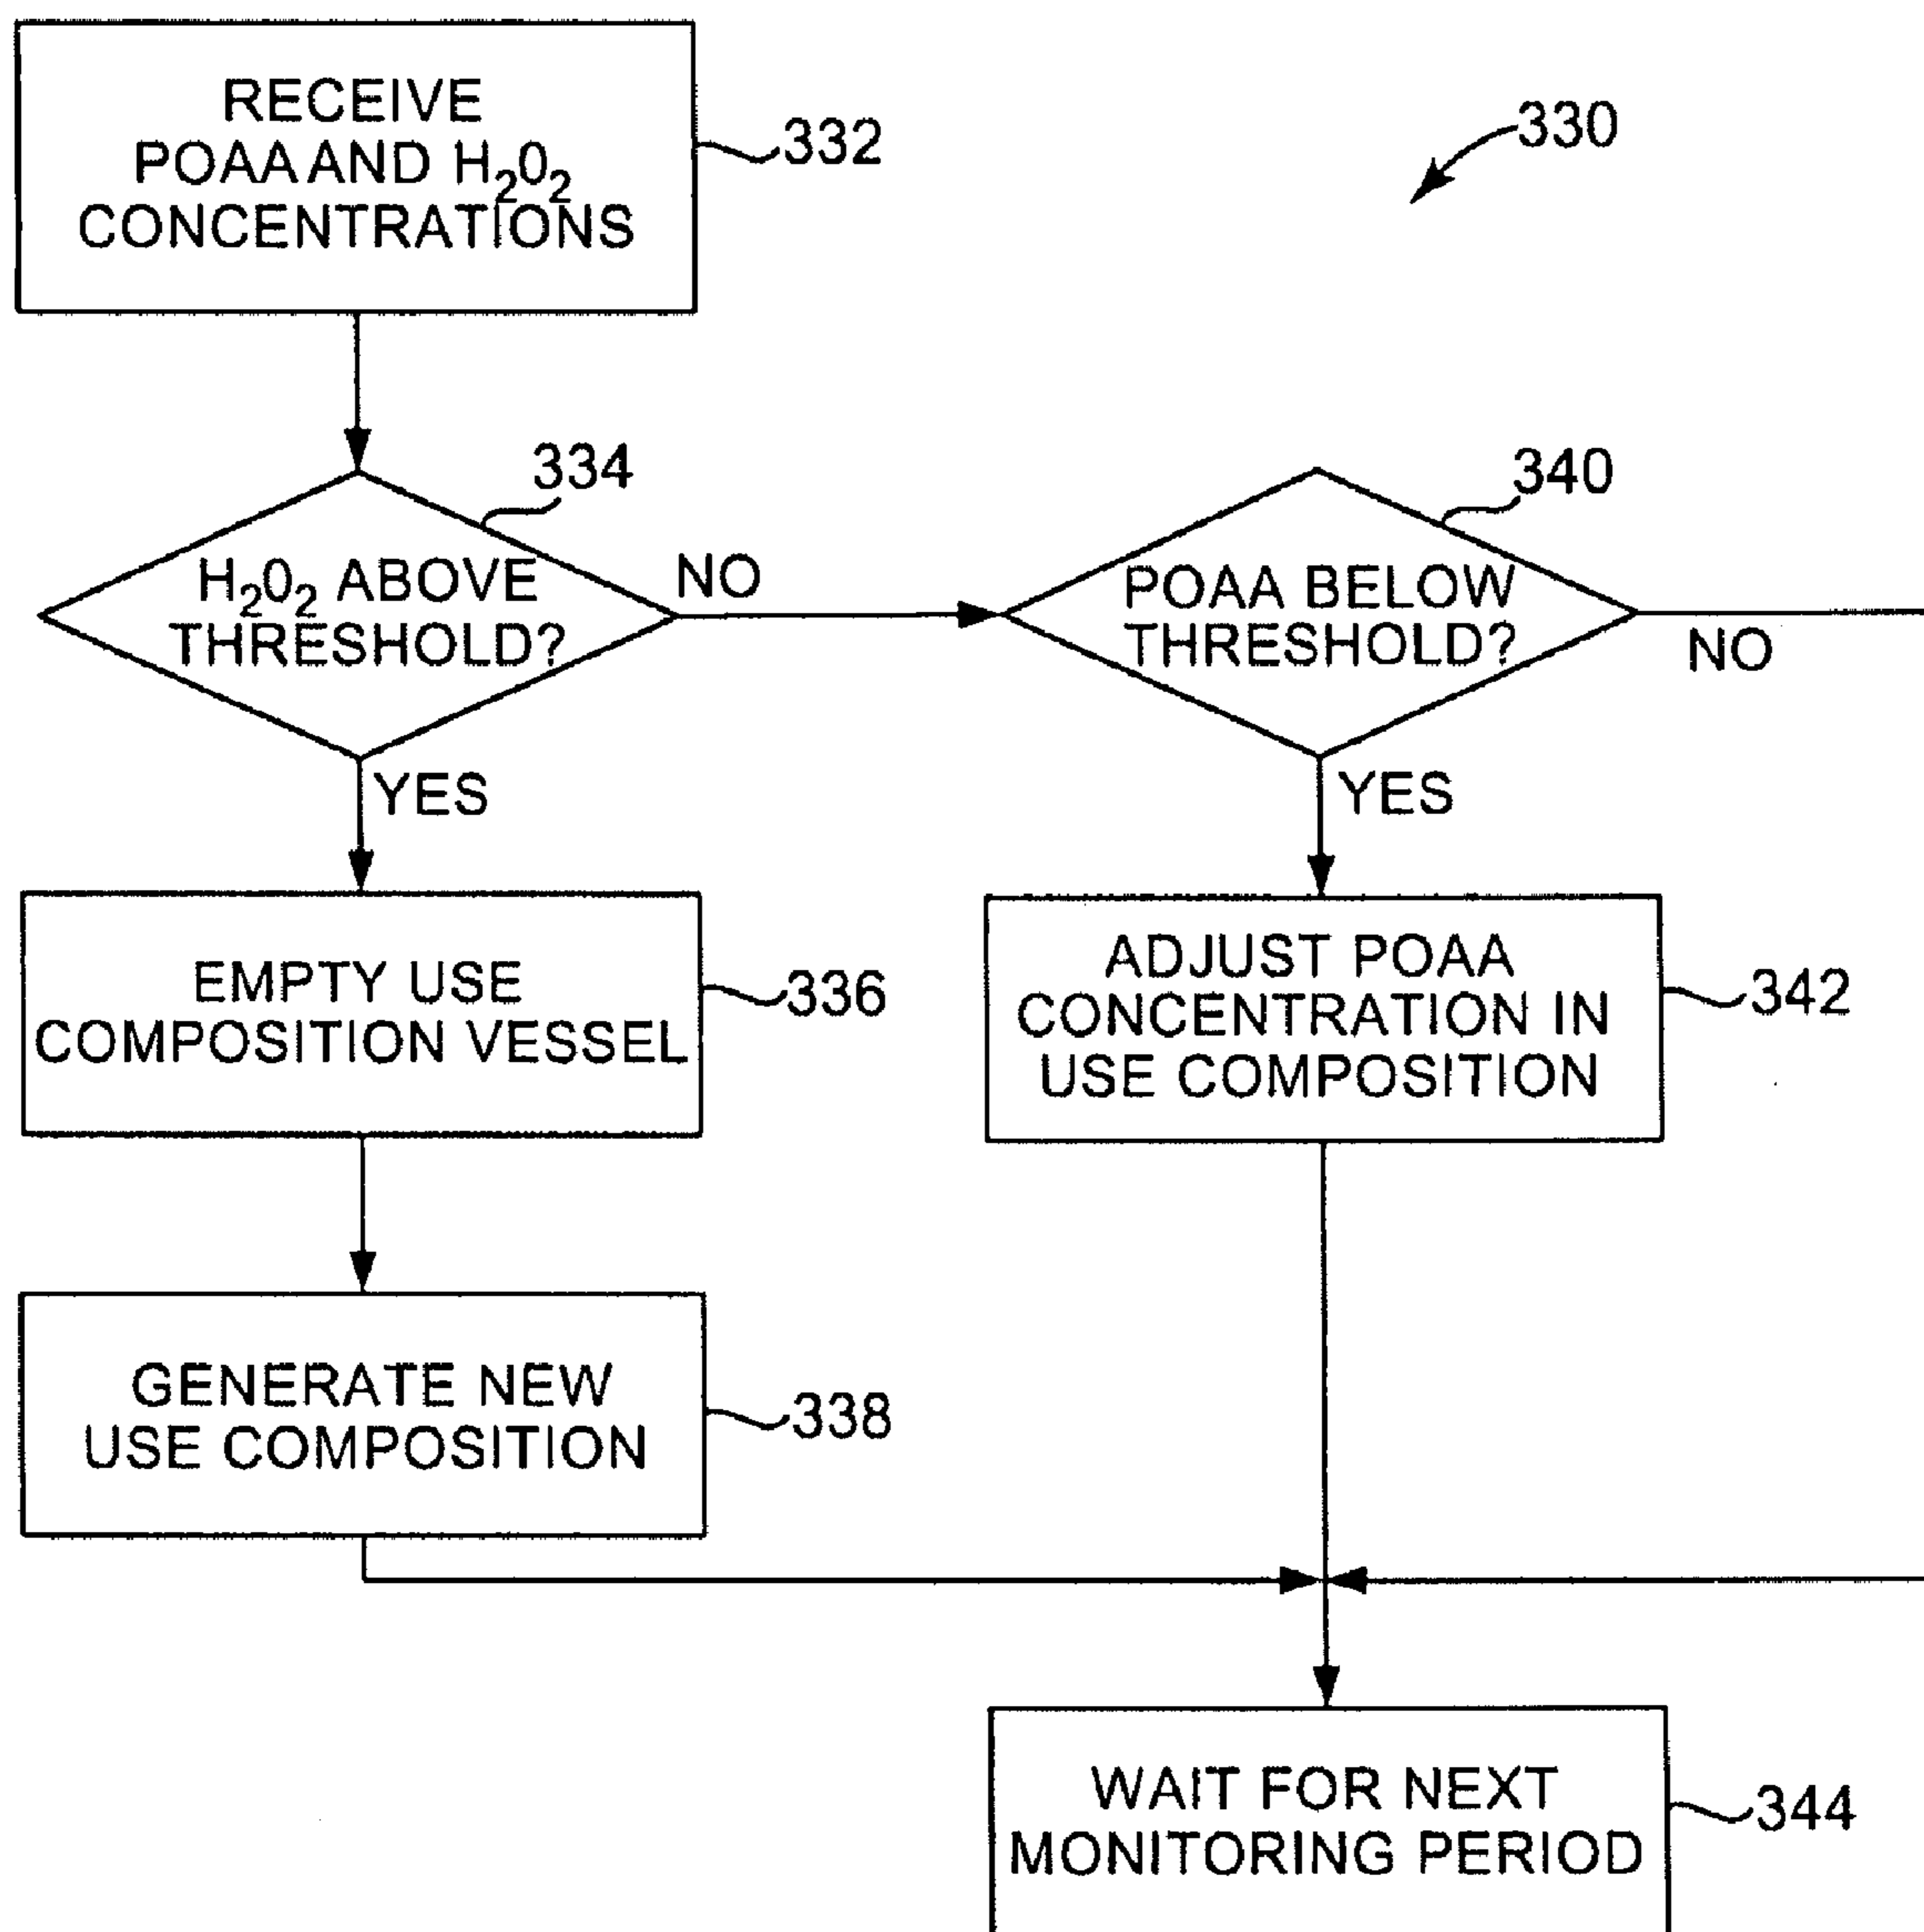 RECEIVE
POAA AND H₂O₂
CONCENTRATIONS
332
330
334
H₂O₂ ABOVE
THRESHOLD?
NO
YES
340
POAA BELOW
THRESHOLD?
NO
YES
EMPTY USE
COMPOSITION VESSEL
336
ADJUST POAA
CONCENTRATION IN
USE COMPOSITION
342
GENERATE NEW
USE COMPOSITION
338
WAIT FOR NEXT
MONITORING PERIOD
344